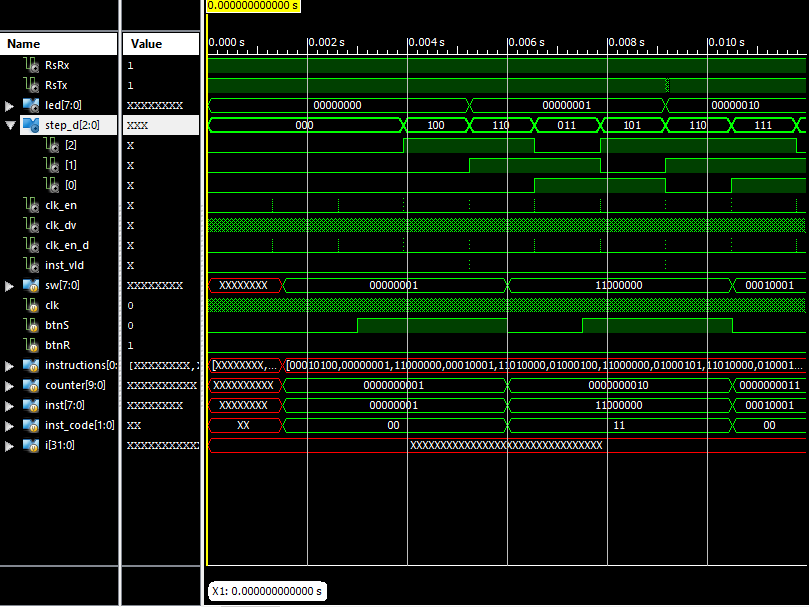 0.000000000000 s
Name Value 0.000 s 0.002 s 0.004 s 0.006 s 0.008 s 0.010 s
RsRx 1
RsTx 1
led[7:0] XXXXXXXX 00000000 00000001 00000010
step_d[2:0] XXX 000 100 110 011 101 110 111
[2] X
[1] X
[0] X
clk_en X
clk_dv X
clk_en_d X
inst_vld X
sw[7:0] XXXXXXXX XXXXXXXX 00000001 11000000 00010001
clk 0
btnS 0
btnR 1
instructions[0: [XXXXXXXX,X [XXXXXXXX,... [00010100,00000001,11000000,00010001,11010000,01000100,11000000,01000101,11010000,010001...
counter[9:0] XXXXXXXXXX XXXXXXXXXX 0000000001 0000000010 0000000011
inst[7:0] XXXXXXXX XXXXXXXX 00000001 11000000 00010001
inst_code[1:0] XX XX 00 11 00
i[31:0] XXXXXXXXXX XXXXXXXXXXXXXXXXXXXXXXXXXXXXXXXX
X1: 0.000000000000 s